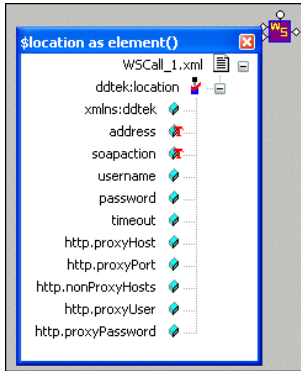 $location as element()
WS
WSCall_1.xml
ddtek:location
xmlns:ddtek
address
soapaction
username
password
timeout
http.proxyHost
http.proxyPort
http.nonProxyHosts
http.proxyUser
http.proxyPassword